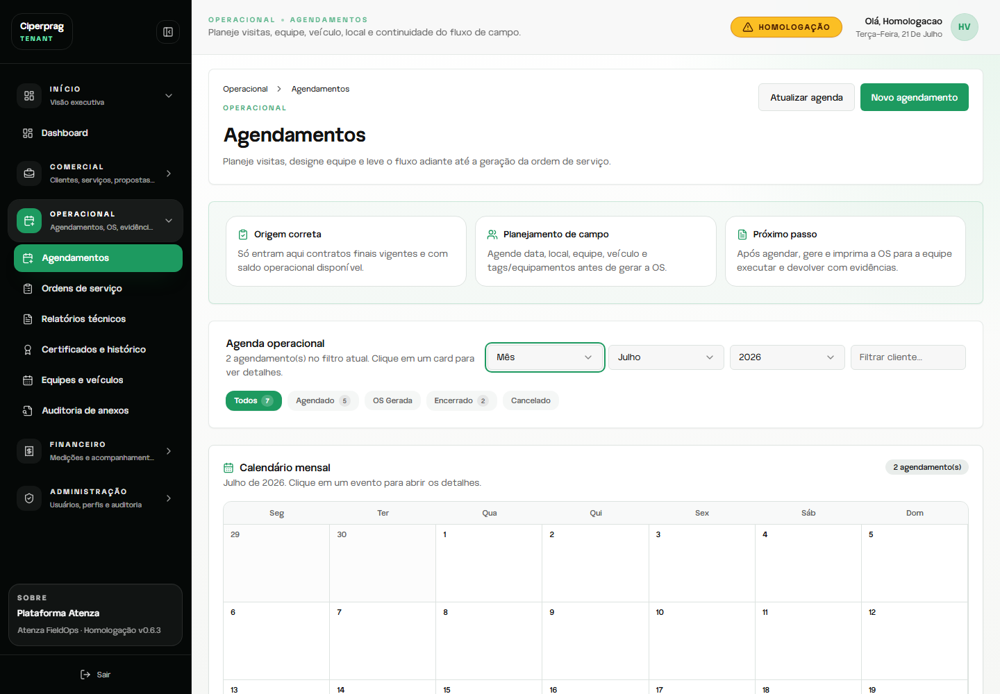 Ciperprag
TENANT
INÍCIO
Visão executiva
Dashboard
COMERCIAL
Clientes, serviços, propostas...
OPERACIONAL
Agendamentos, OS, evidênci...
Agendamentos
Ordens de serviço
Relatórios técnicos
Certificados e histórico
Equipes e veículos
Auditoria de anexos
FINANCEIRO
Medições e acompanhament...
ADMINISTRAÇÃO
Usuários, perfis e auditoria
SOBRE
Plataforma Atenza
Atenza FieldOps · Homologação v0.6.3
Sair
OPERACIONAL • AGENDAMENTOS
Planeje visitas, equipe, veículo, local e continuidade do fluxo de campo.
HOMOLOGAÇÃO
Olá, Homologacao
Terça-Feira, 21 De Julho
HV
Operacional > Agendamentos
OPERACIONAL
Agendamentos
Planeje visitas, designe equipe e leve o fluxo adiante até a geração da ordem de serviço.
Atualizar agenda
Novo agendamento
Origem correta
Só entram aqui contratos finais vigentes e com
saldo operacional disponível.
Planejamento de campo
Agende data, local, equipe, veículo e
tags/equipamentos antes de gerar a OS.
Próximo passo
Após agendar, gere e imprima a OS para a equipe
executar e devolver com evidências.
Agenda operacional
2 agendamento(s) no filtro atual. Clique em um card para
ver detalhes.
Mês
Julho
2026
Filtrar cliente...
Todos 7
Agendado 5
OS Gerada
Encerrado 2
Cancelado
Calendário mensal
Julho de 2026. Clique em um evento para abrir os detalhes.
2 agendamento(s)
Seg Ter Qua Qui Sex Sáb Dom
29 30 1 2 3 4 5
6 7 8 9 10 11 12
13 14 15 16 17 18 19